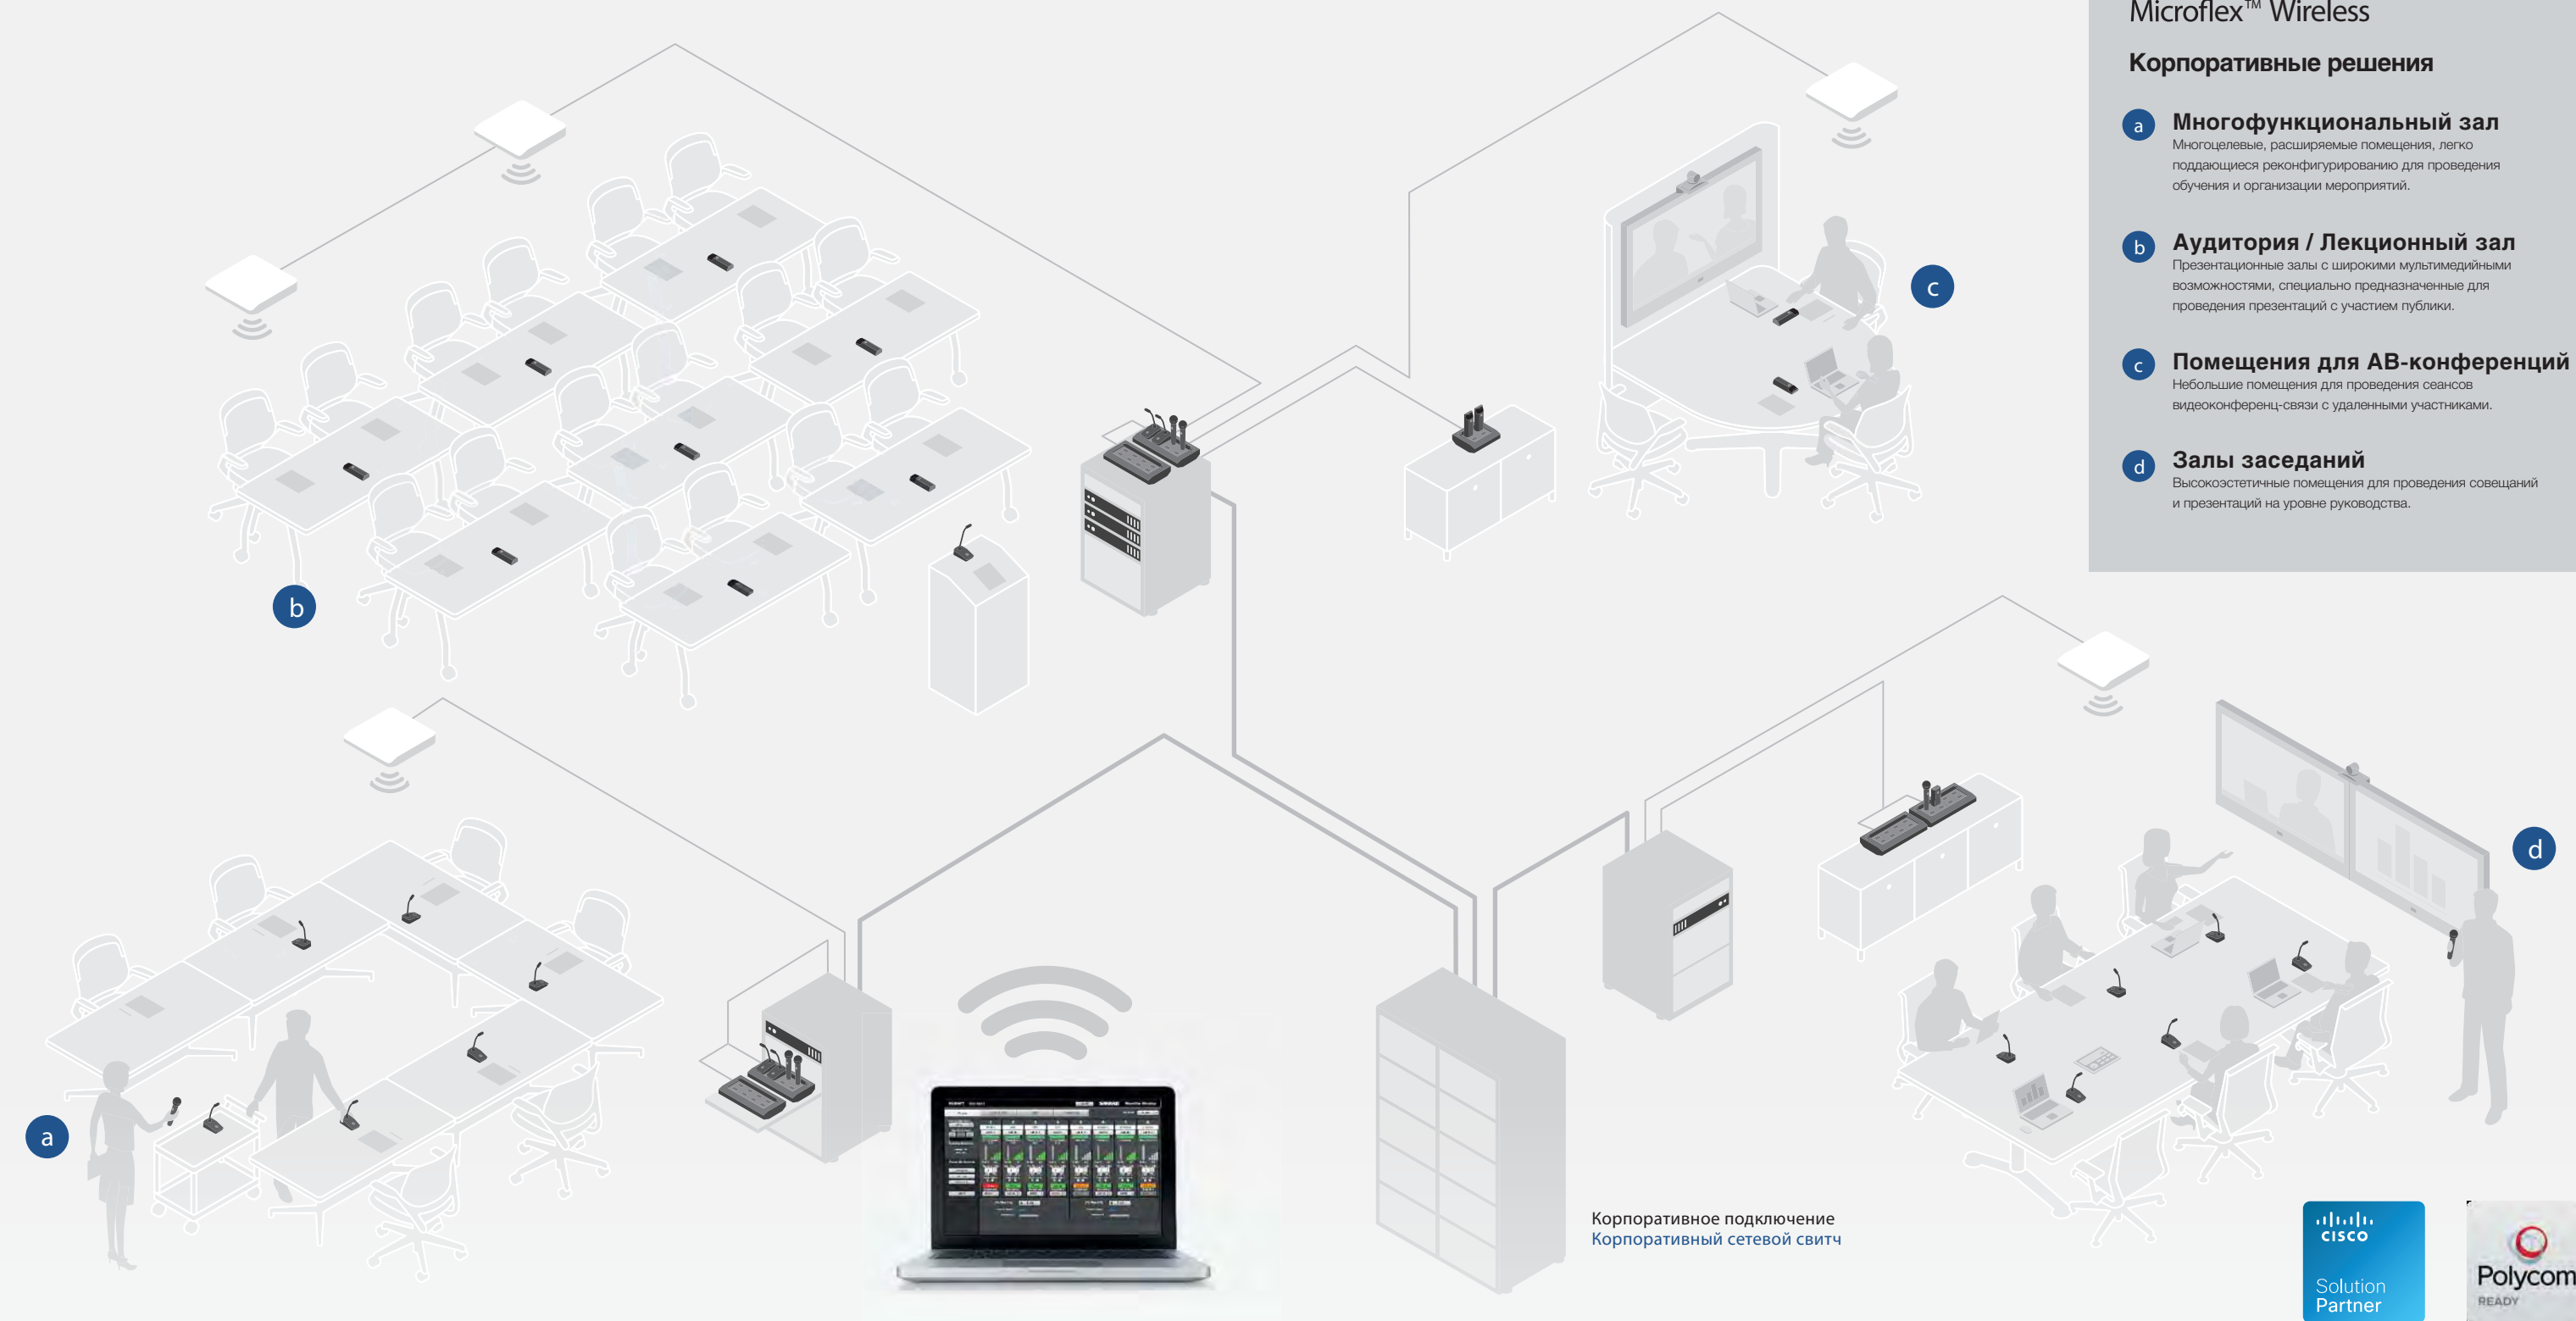 Microflex™ Wireless
Корпоративные решения
a
Многофункциональный зал
Многоцелевые, расширяемые помещения, легко
поддающиеся реконфигурированию для проведения
обучения и организации мероприятий.
b
Аудитория / Лекционный зал
Презентационные залы с широкими мультимедийными
возможностями, специально предназначенные для
проведения презентаций с участием публики.
c
Помещения для АВ-конференций
Небольшие помещения для проведения сеансов
видеоконференц-связи с удаленными участниками.
d
Залы заседаний
Высокоэстетичные помещения для проведения совещаний
и презентаций на уровне руководства.
c
b
d
a
Корпоративное подключение
Корпоративный сетевой свитч
CISCO
Solution
Partner
Polycom
READY